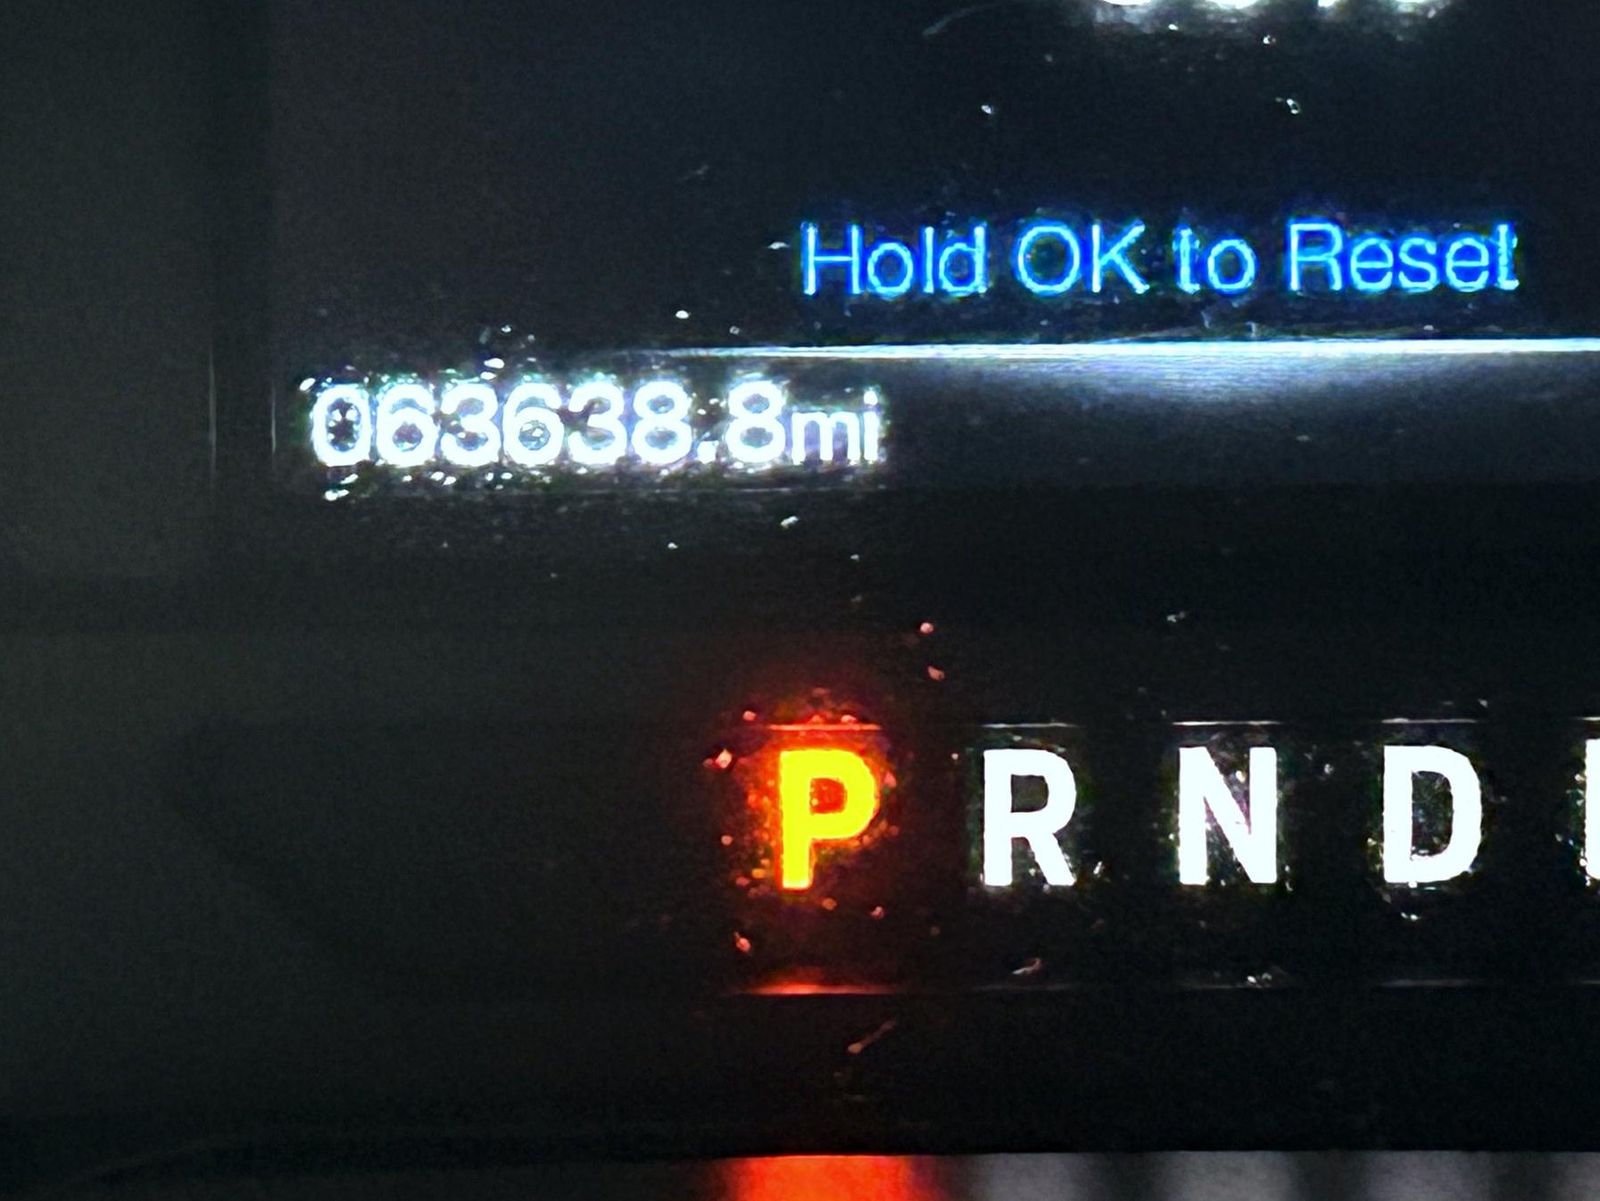 Hold OK to Reset
063638.8mi
P R N D